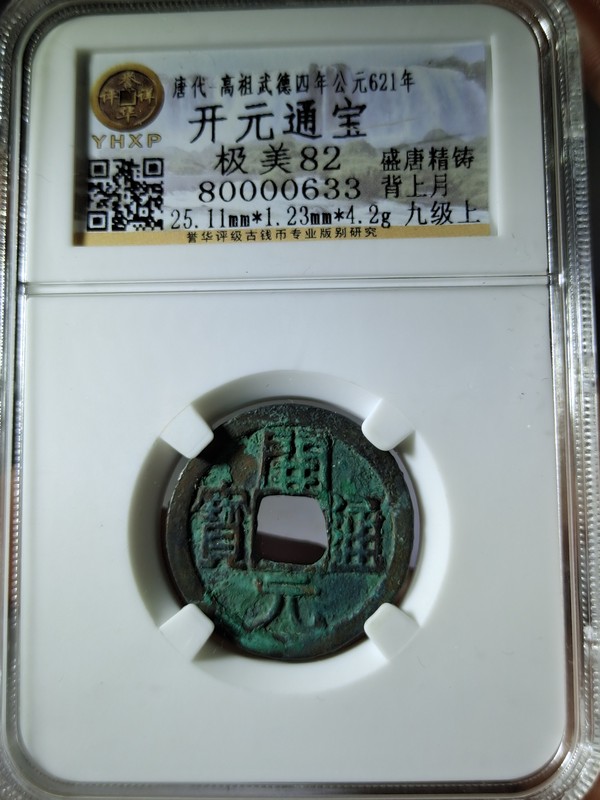 唐代-高祖武德四年公元621年
开元通宝
YHXP
极美82 盛唐精铸
80000633 背上月
25.11mm*1.23mm*4.2g 九级上
誉华评级古钱币专业版别研究
開
寶 通
元